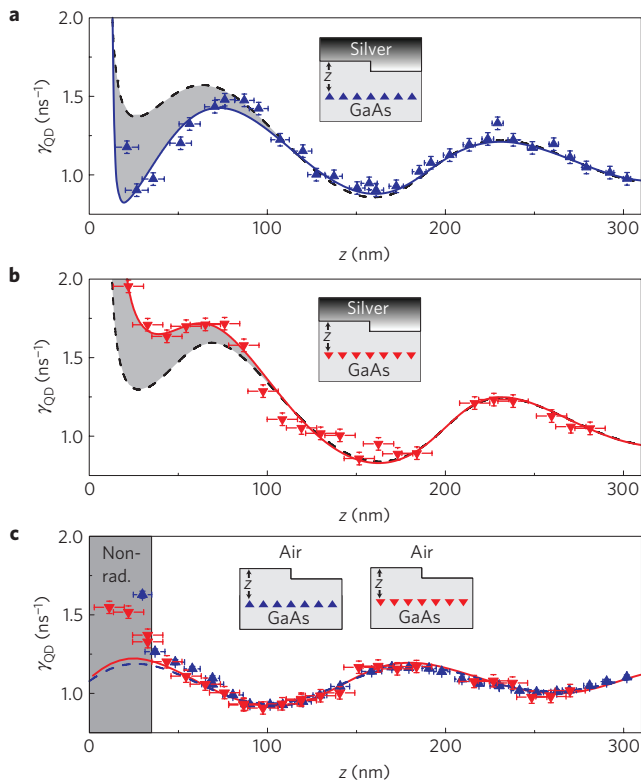 a
2.0
1.5
1.0
γQD (ns⁻¹)
Silver
z
GaAs
0
100
200
300
z (nm)
b
2.0
1.5
1.0
γQD (ns⁻¹)
Silver
z
GaAs
0
100
200
300
z (nm)
c
2.0
1.5
1.0
γQD (ns⁻¹)
Non-
rad.
Air
z
GaAs
Air
z
GaAs
0
100
200
300
z (nm)